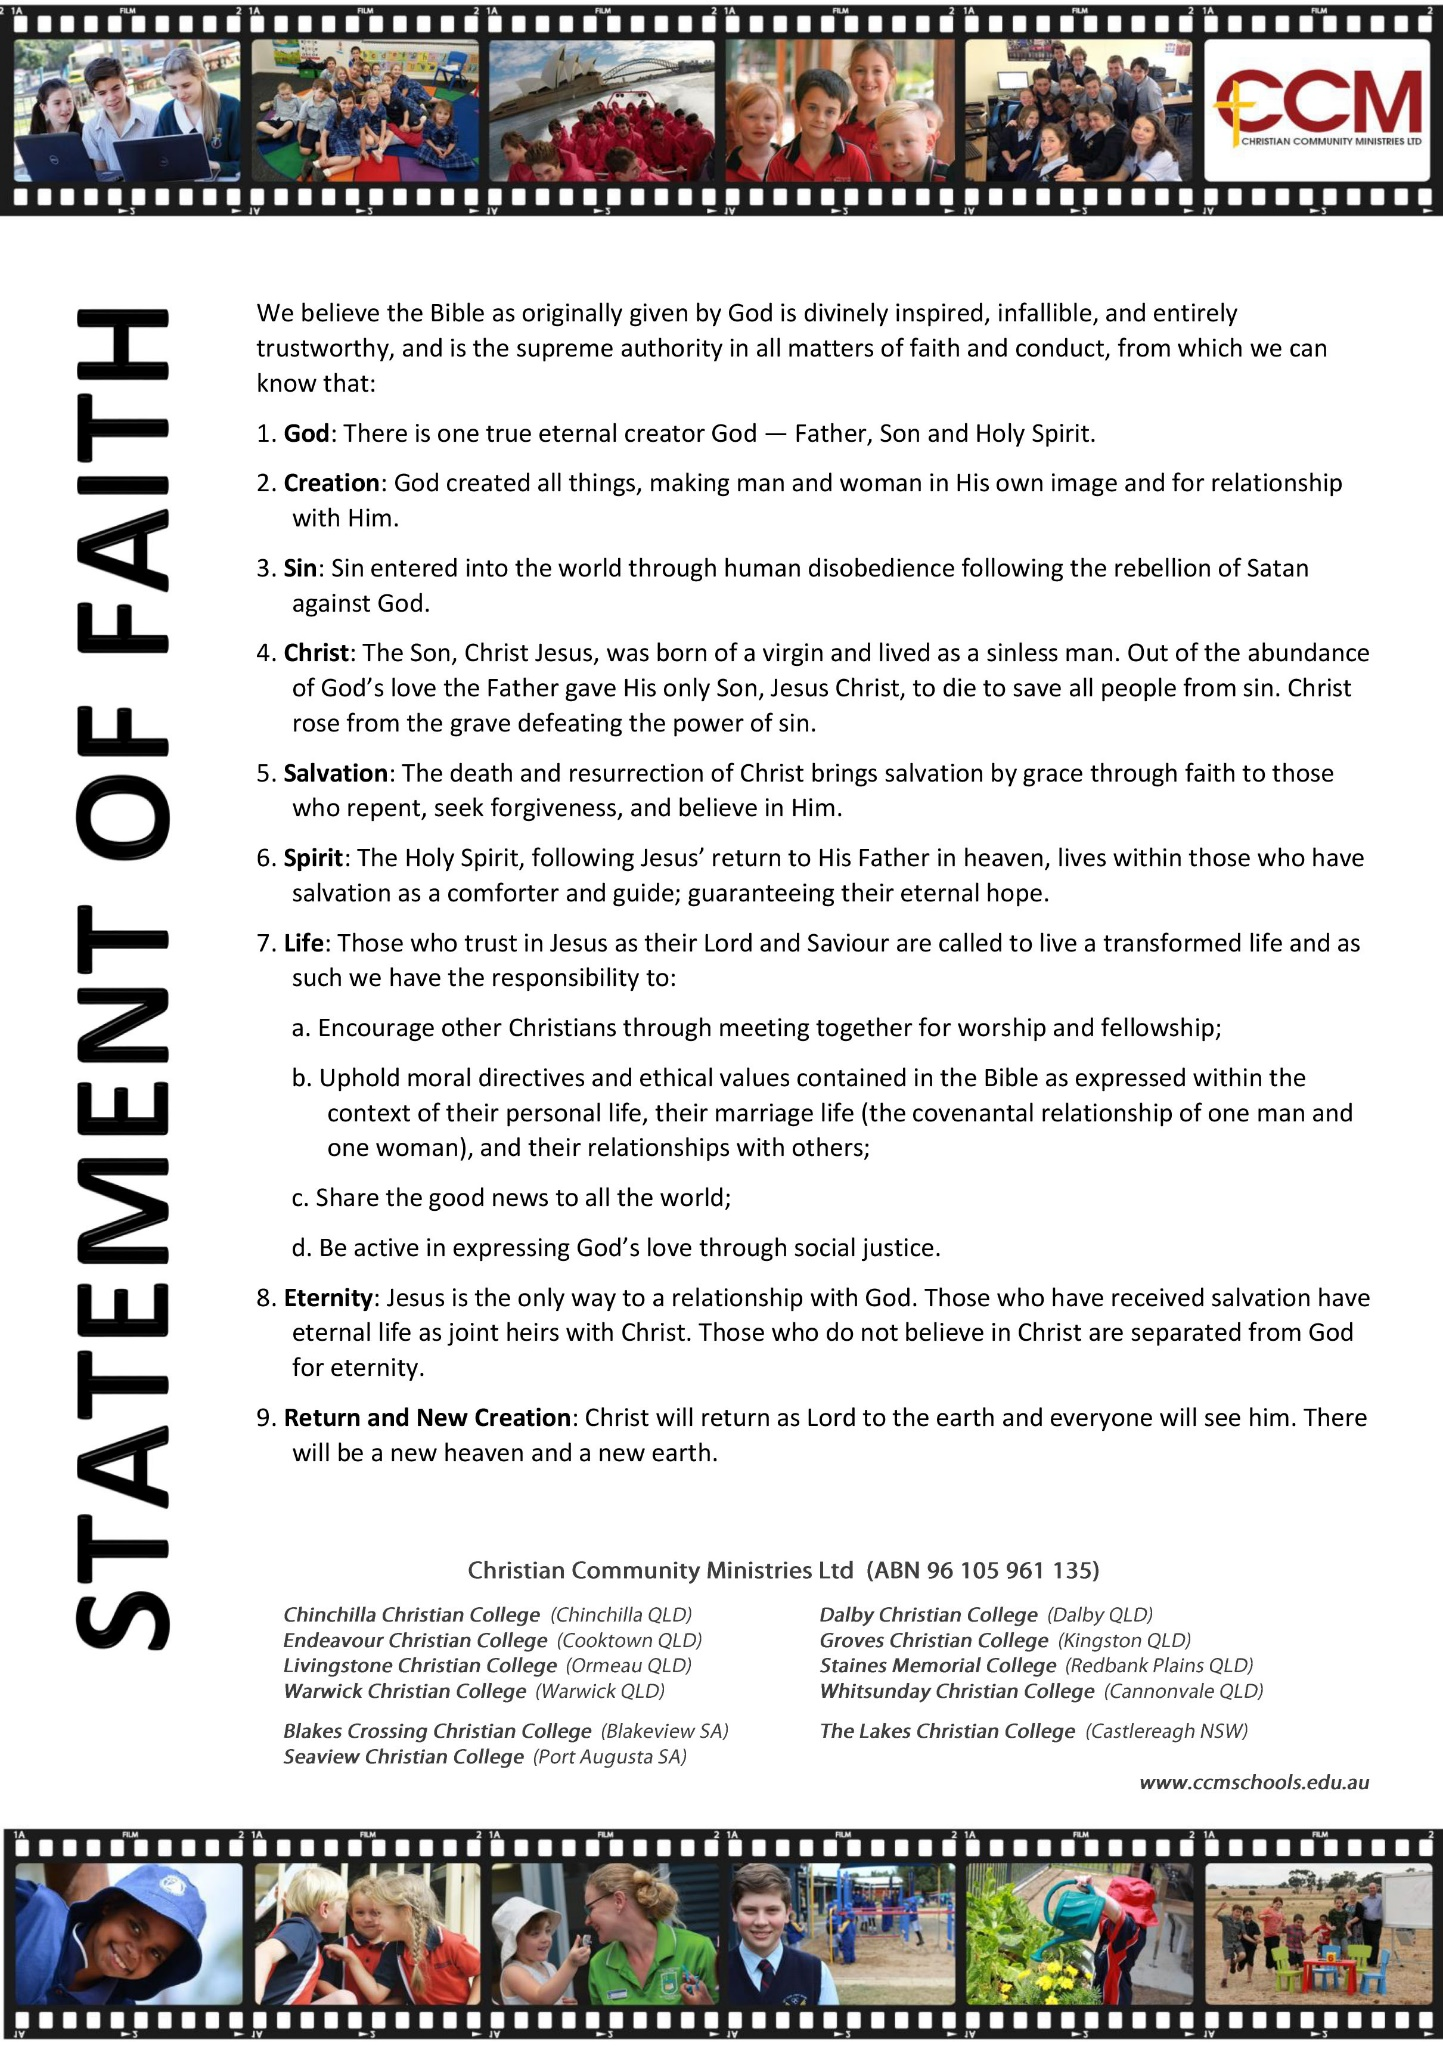 CCM
CHRISTIAN COMMUNITY MINISTRIES LTD
STATEMENT OF FAITH
We believe the Bible as originally given by God is divinely inspired, infallible, and entirely
trustworthy, and is the supreme authority in all matters of faith and conduct, from which we can
know that:
1. God: There is one true eternal creator God — Father, Son and Holy Spirit.
2. Creation: God created all things, making man and woman in His own image and for relationship
with Him.
3. Sin: Sin entered into the world through human disobedience following the rebellion of Satan
against God.
4. Christ: The Son, Christ Jesus, was born of a virgin and lived as a sinless man. Out of the abundance
of God’s love the Father gave His only Son, Jesus Christ, to die to save all people from sin. Christ
rose from the grave defeating the power of sin.
5. Salvation: The death and resurrection of Christ brings salvation by grace through faith to those
who repent, seek forgiveness, and believe in Him.
6. Spirit: The Holy Spirit, following Jesus’ return to His Father in heaven, lives within those who have
salvation as a comforter and guide; guaranteeing their eternal hope.
7. Life: Those who trust in Jesus as their Lord and Saviour are called to live a transformed life and as
such we have the responsibility to:
a. Encourage other Christians through meeting together for worship and fellowship;
b. Uphold moral directives and ethical values contained in the Bible as expressed within the
context of their personal life, their marriage life (the covenantal relationship of one man and
one woman), and their relationships with others;
c. Share the good news to all the world;
d. Be active in expressing God’s love through social justice.
8. Eternity: Jesus is the only way to a relationship with God. Those who have received salvation have
eternal life as joint heirs with Christ. Those who do not believe in Christ are separated from God
for eternity.
9. Return and New Creation: Christ will return as Lord to the earth and everyone will see him. There
will be a new heaven and a new earth.
Christian Community Ministries Ltd (ABN 96 105 961 135)
Chinchilla Christian College (Chinchilla QLD)
Endeavour Christian College (Cooktown QLD)
Livingstone Christian College (Ormeau QLD)
Warwick Christian College (Warwick QLD)
Blakes Crossing Christian College (Blakeview SA)
Seaview Christian College (Port Augusta SA)
Dalby Christian College (Dalby QLD)
Groves Christian College (Kingston QLD)
Staines Memorial College (Redbank Plains QLD)
Whitsunday Christian College (Cannonvale QLD)
The Lakes Christian College (Castlereagh NSW)
www.ccmschools.edu.au